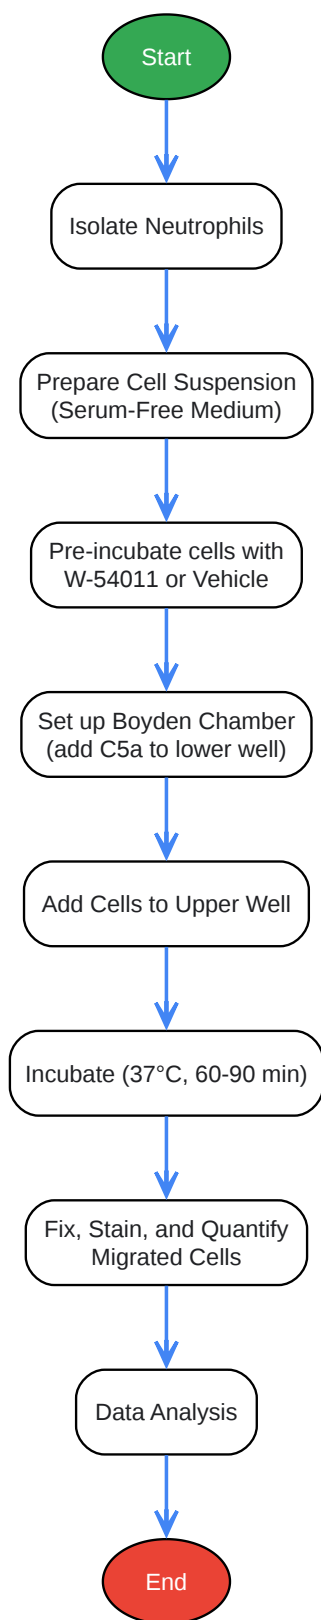 Start
Isolate Neutrophils
Prepare Cell Suspension
(Serum-Free Medium)
Pre-incubate cells with
W-54011 or Vehicle
Set up Boyden Chamber
(add C5a to lower well)
Add Cells to Upper Well
Incubate (37°C, 60-90 min)
Fix, Stain, and Quantify
Migrated Cells
Data Analysis
End